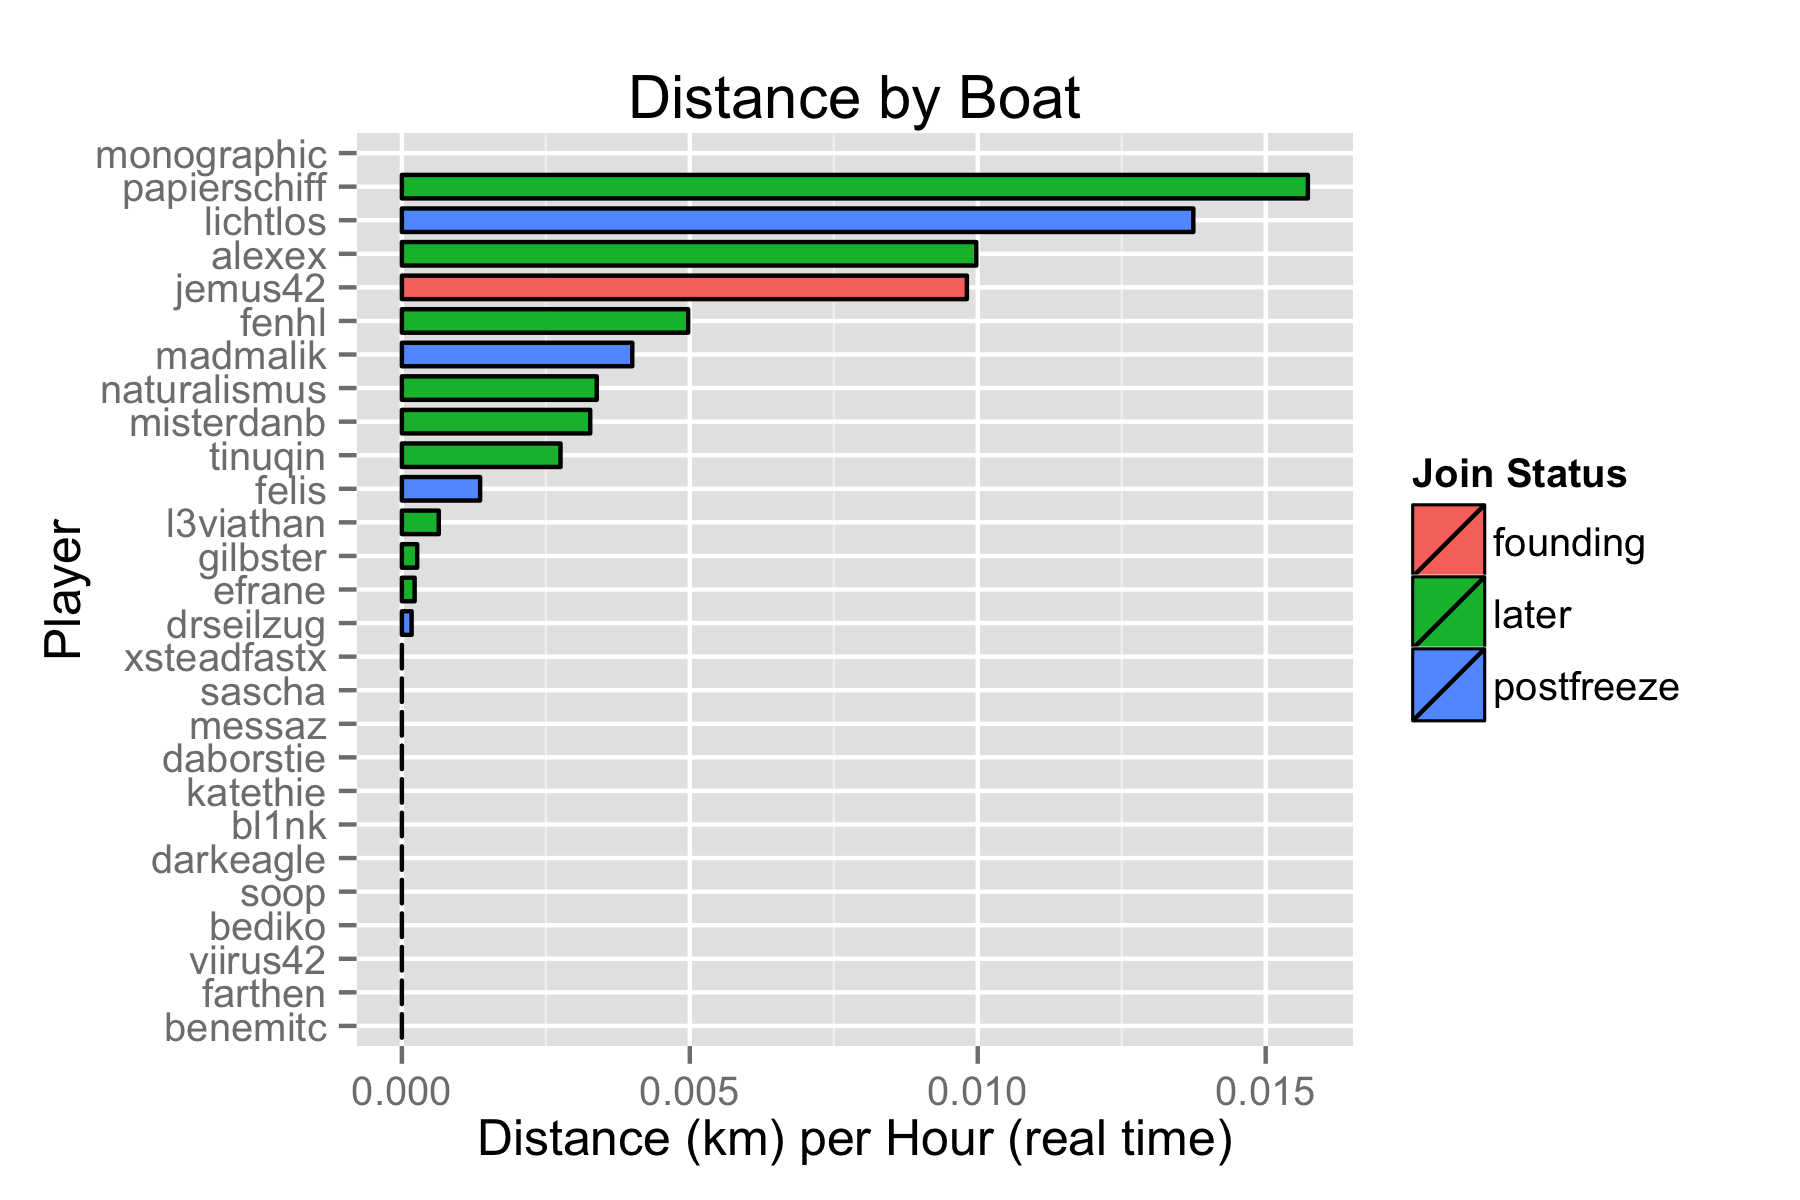 Distance by Boat
monographic
papierschiff
lichtlos
alexex
jemus42
fenhl
madmalik
naturalismus
misterdanb
tinuqin
felis
l3viathan
gilbster
efrane
drseilzug
xsteadfastx
sascha
messaz
daborstie
katethie
bl1nk
darkeagle
soop
bediko
viirus42
farthen
benemitc
Player
0.000 0.005 0.010 0.015
Distance (km) per Hour (real time)
Join Status
founding
later
postfreeze